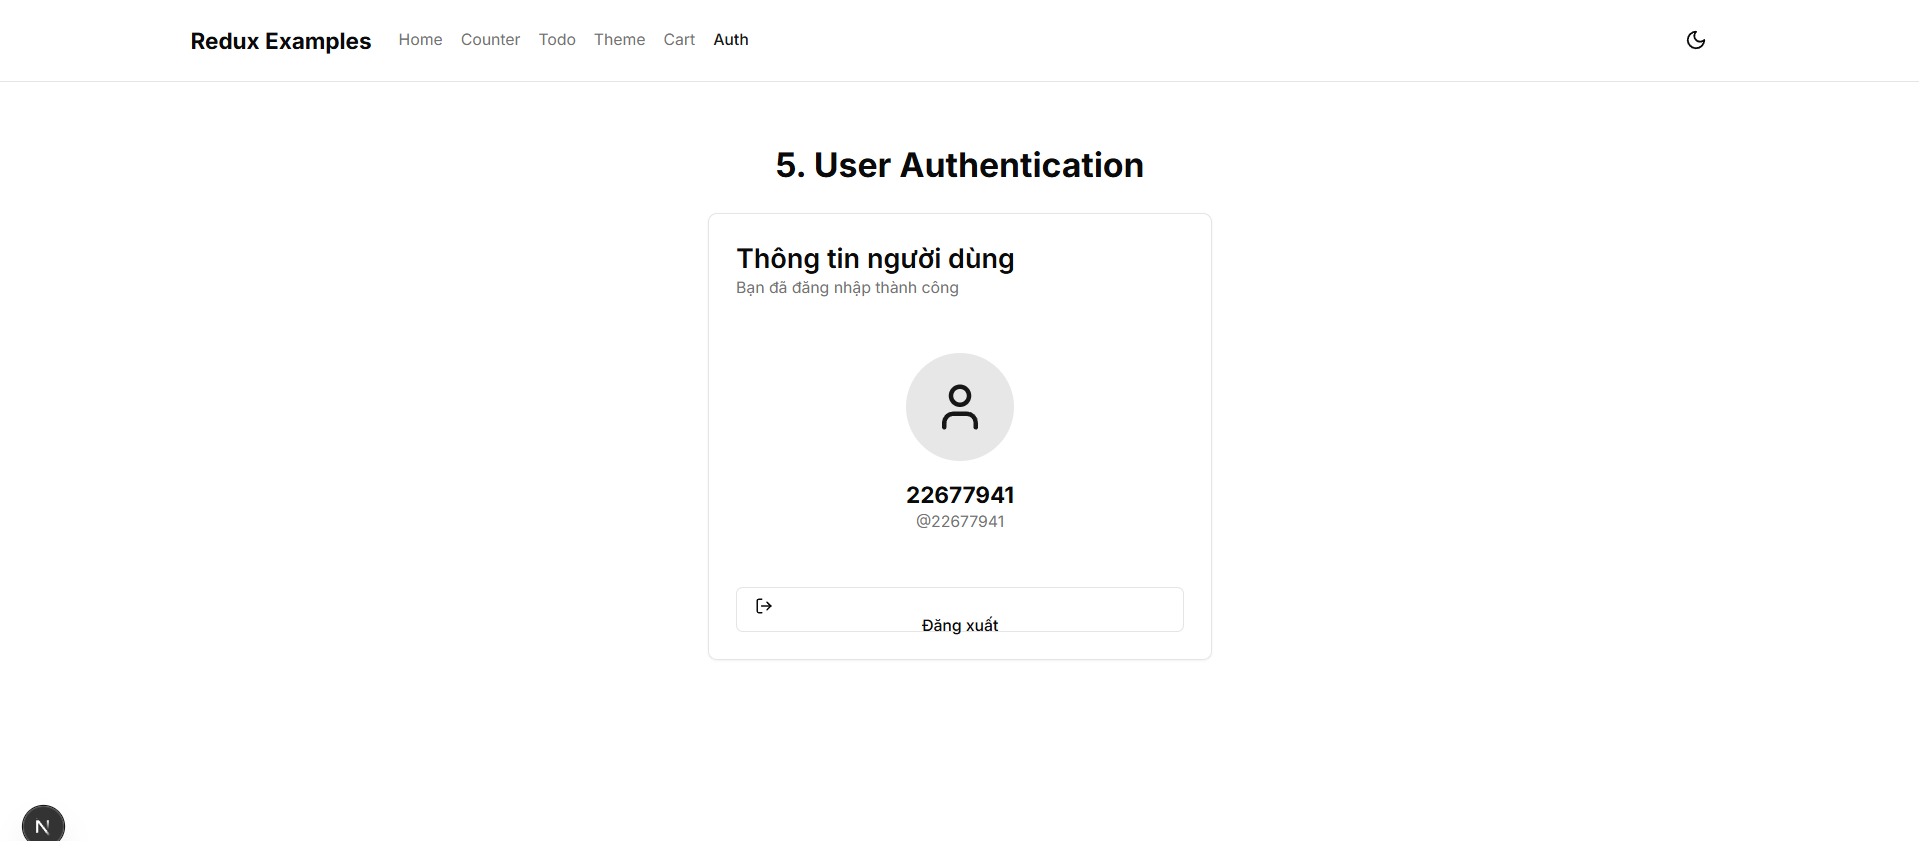 Redux Examples Home Counter Todo Theme Cart Auth
5. User Authentication
Thông tin người dùng
Bạn đã đăng nhập thành công
22677941
@22677941
Đăng xuất
N